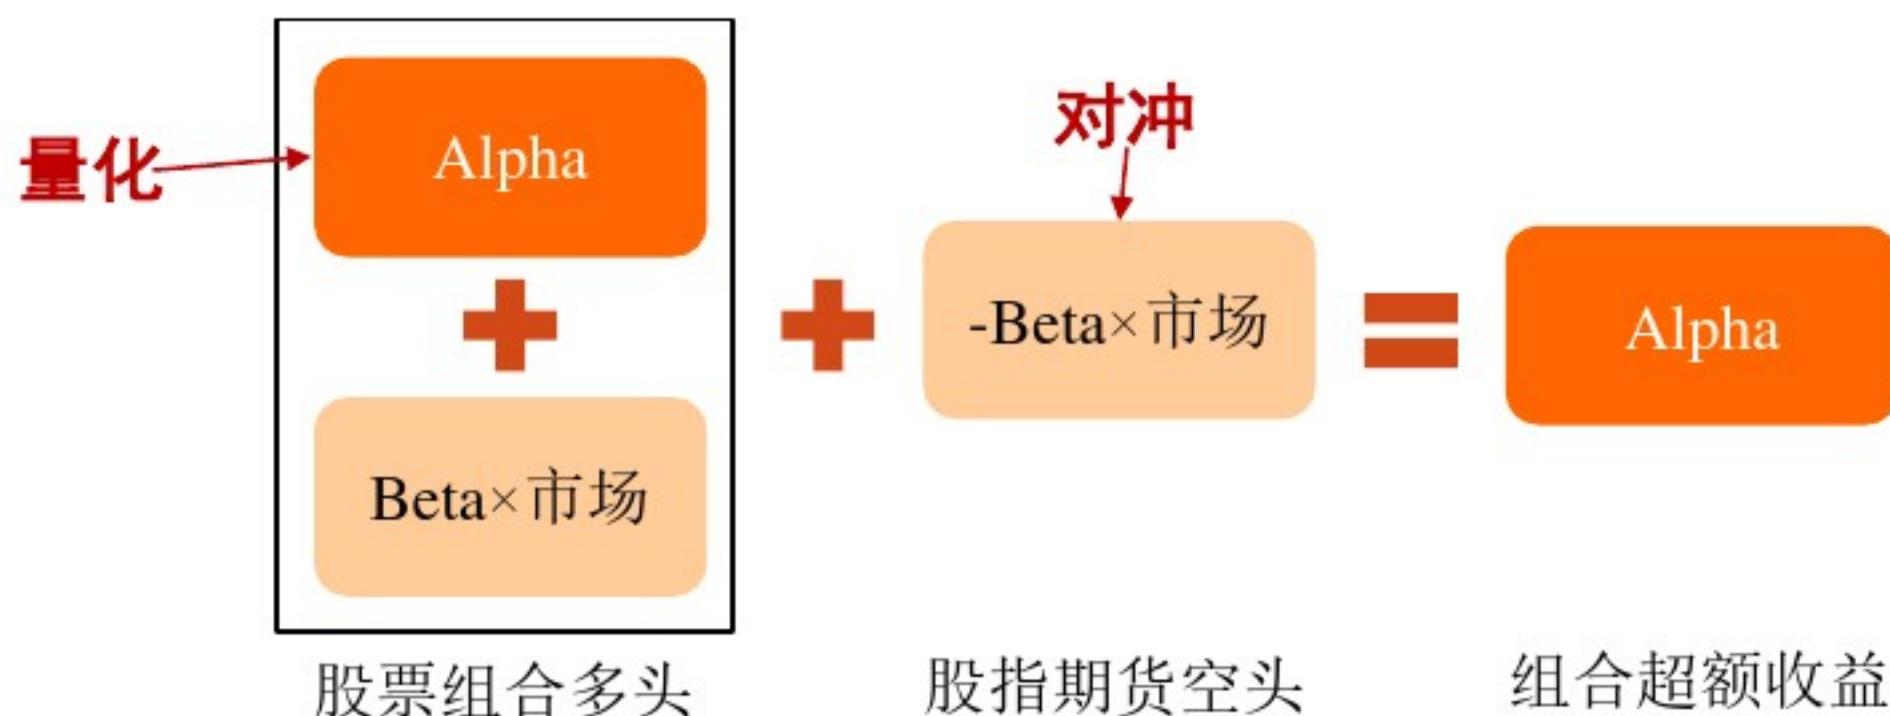 量化
Alpha
Beta×市场
股票组合多头
对冲
-Beta×市场
股指期货空头
Alpha
组合超额收益